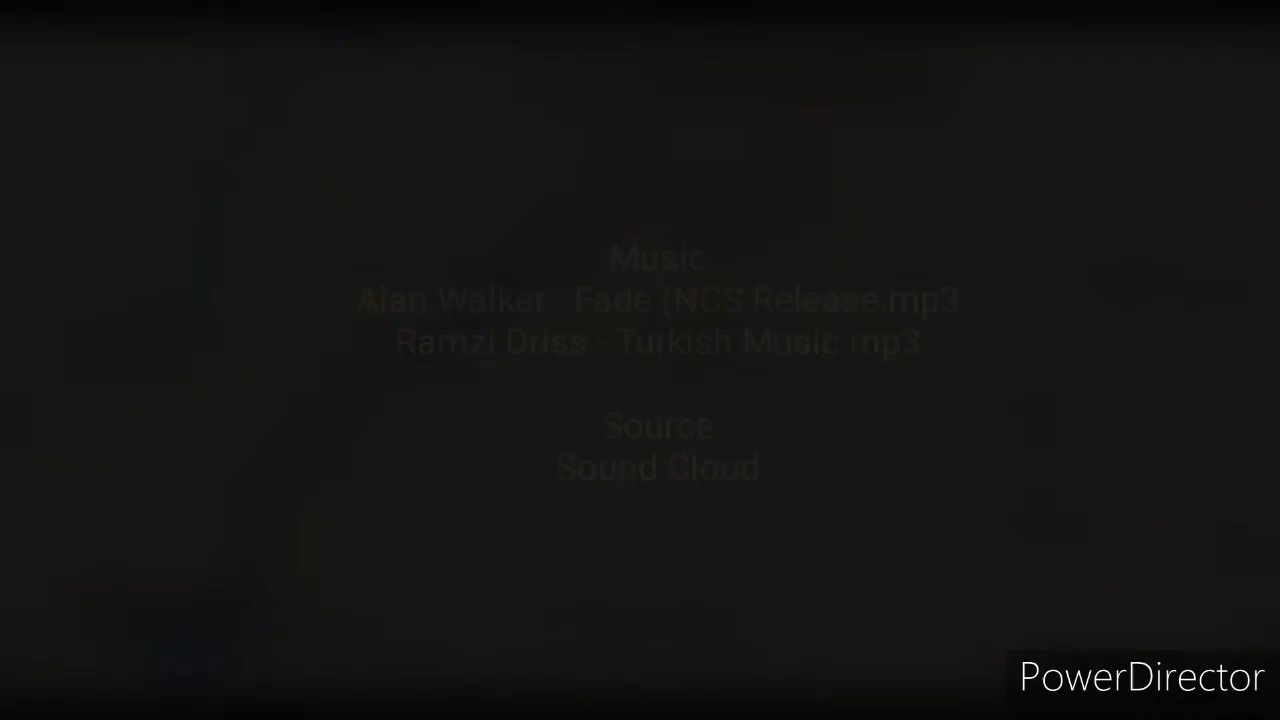 Music
Alan Walker - Fade (NCS Release.mp3
Ramzi Driss - Turkish Music.mp3
Source
Sound Cloud
PowerDirector